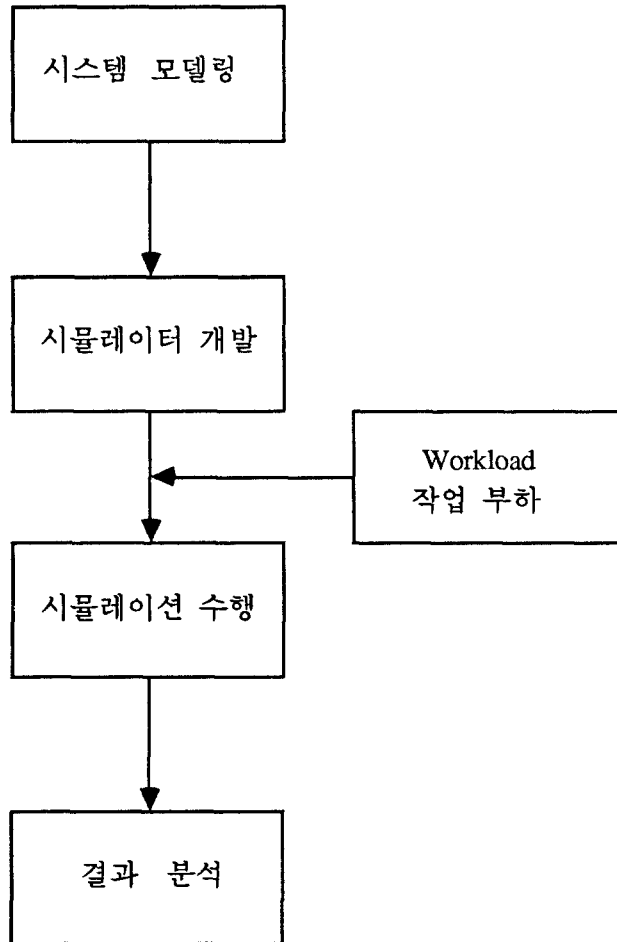 시스템 모델링
시뮬레이터 개발
Workload
작업 부하
시뮬레이션 수행
결과 분석